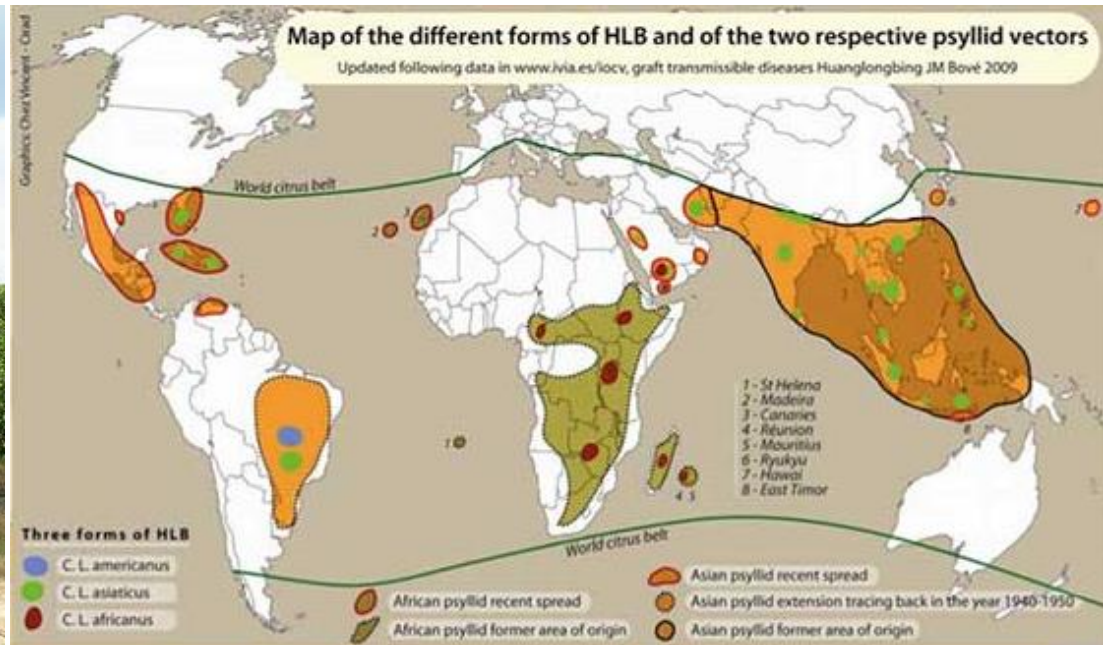 Map of the different forms of HLB and of the two respective psyllid vectors
Updated following data in www.ivia.es/iocv, graft transmissible diseases Huanglongbing JM Bové 2009
Graphics: Chez Vincent - Cirad
World citrus belt
6
7
2
3
1
4 5
8
1 - St Helena
2 - Madeira
3 - Canaries
4 - Réunion
5 - Mauritius
6 - Ryukyu
7 - Hawai
8 - East Timor
World citrus belt
Three forms of HLB
C. L. americanus
C. L. asiaticus
C. L. africanus
African psyllid recent spread
African psyllid former area of origin
Asian psyllid recent spread
Asian psyllid extension tracing back in the year 1940-1950
Asian psyllid former area of origin